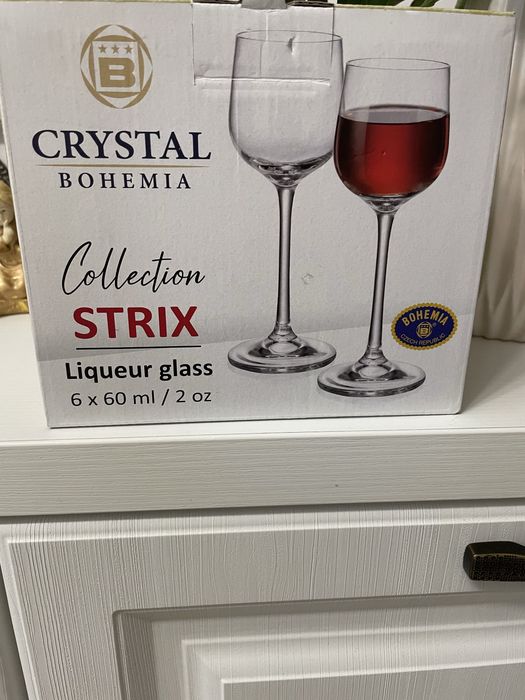 B
CRYSTAL
BOHEMIA
Collection
STRIX
Liqueur glass
6 x 60 ml / 2 oz
BOHEMIA
B
CZECH REPUBLIC